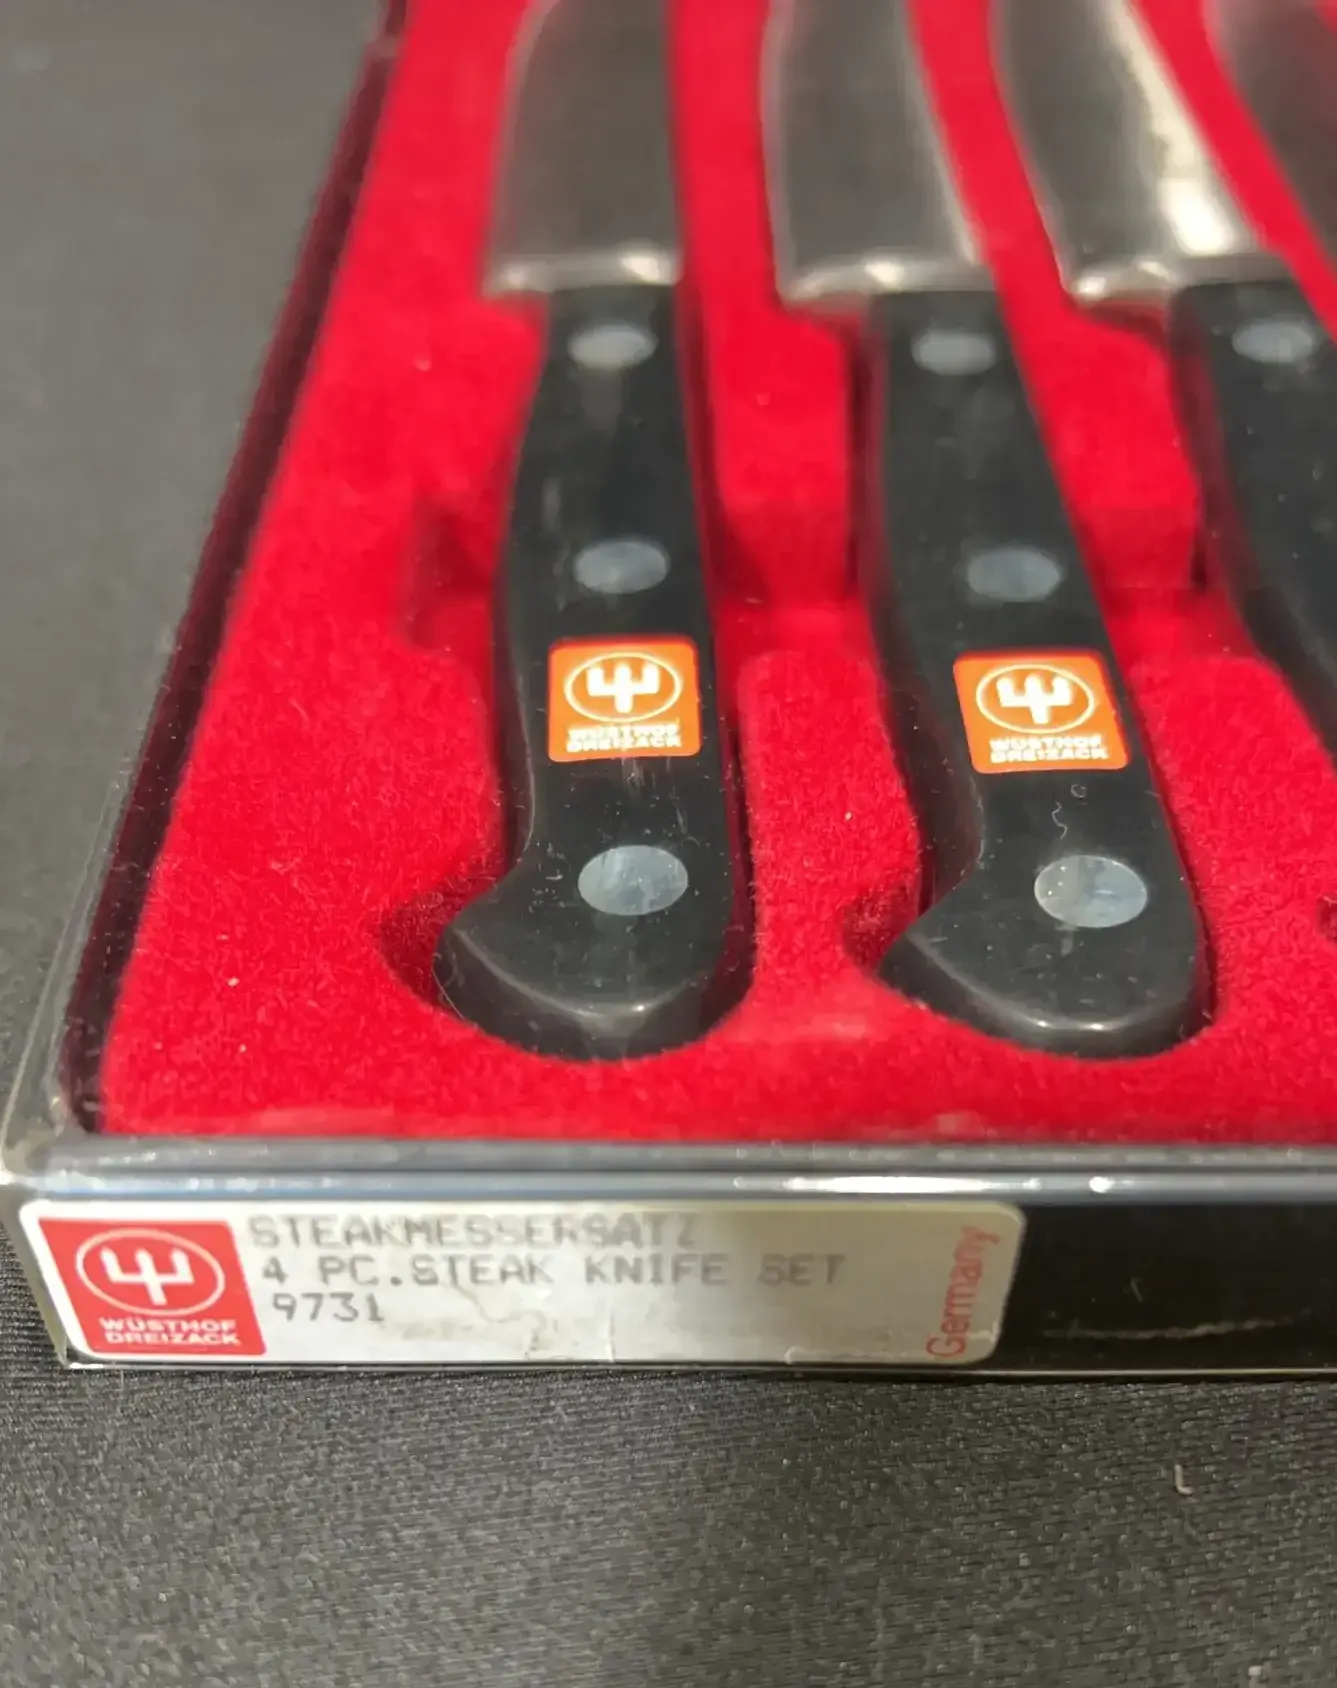 WÜSTHOF
DREIZACK
WÜSTHOF
DREIZACK
WÜSTHOF
DREIZACK
STEAKMESSERSATZ
4 PC.STEAK KNIFE SET
9731
Germany